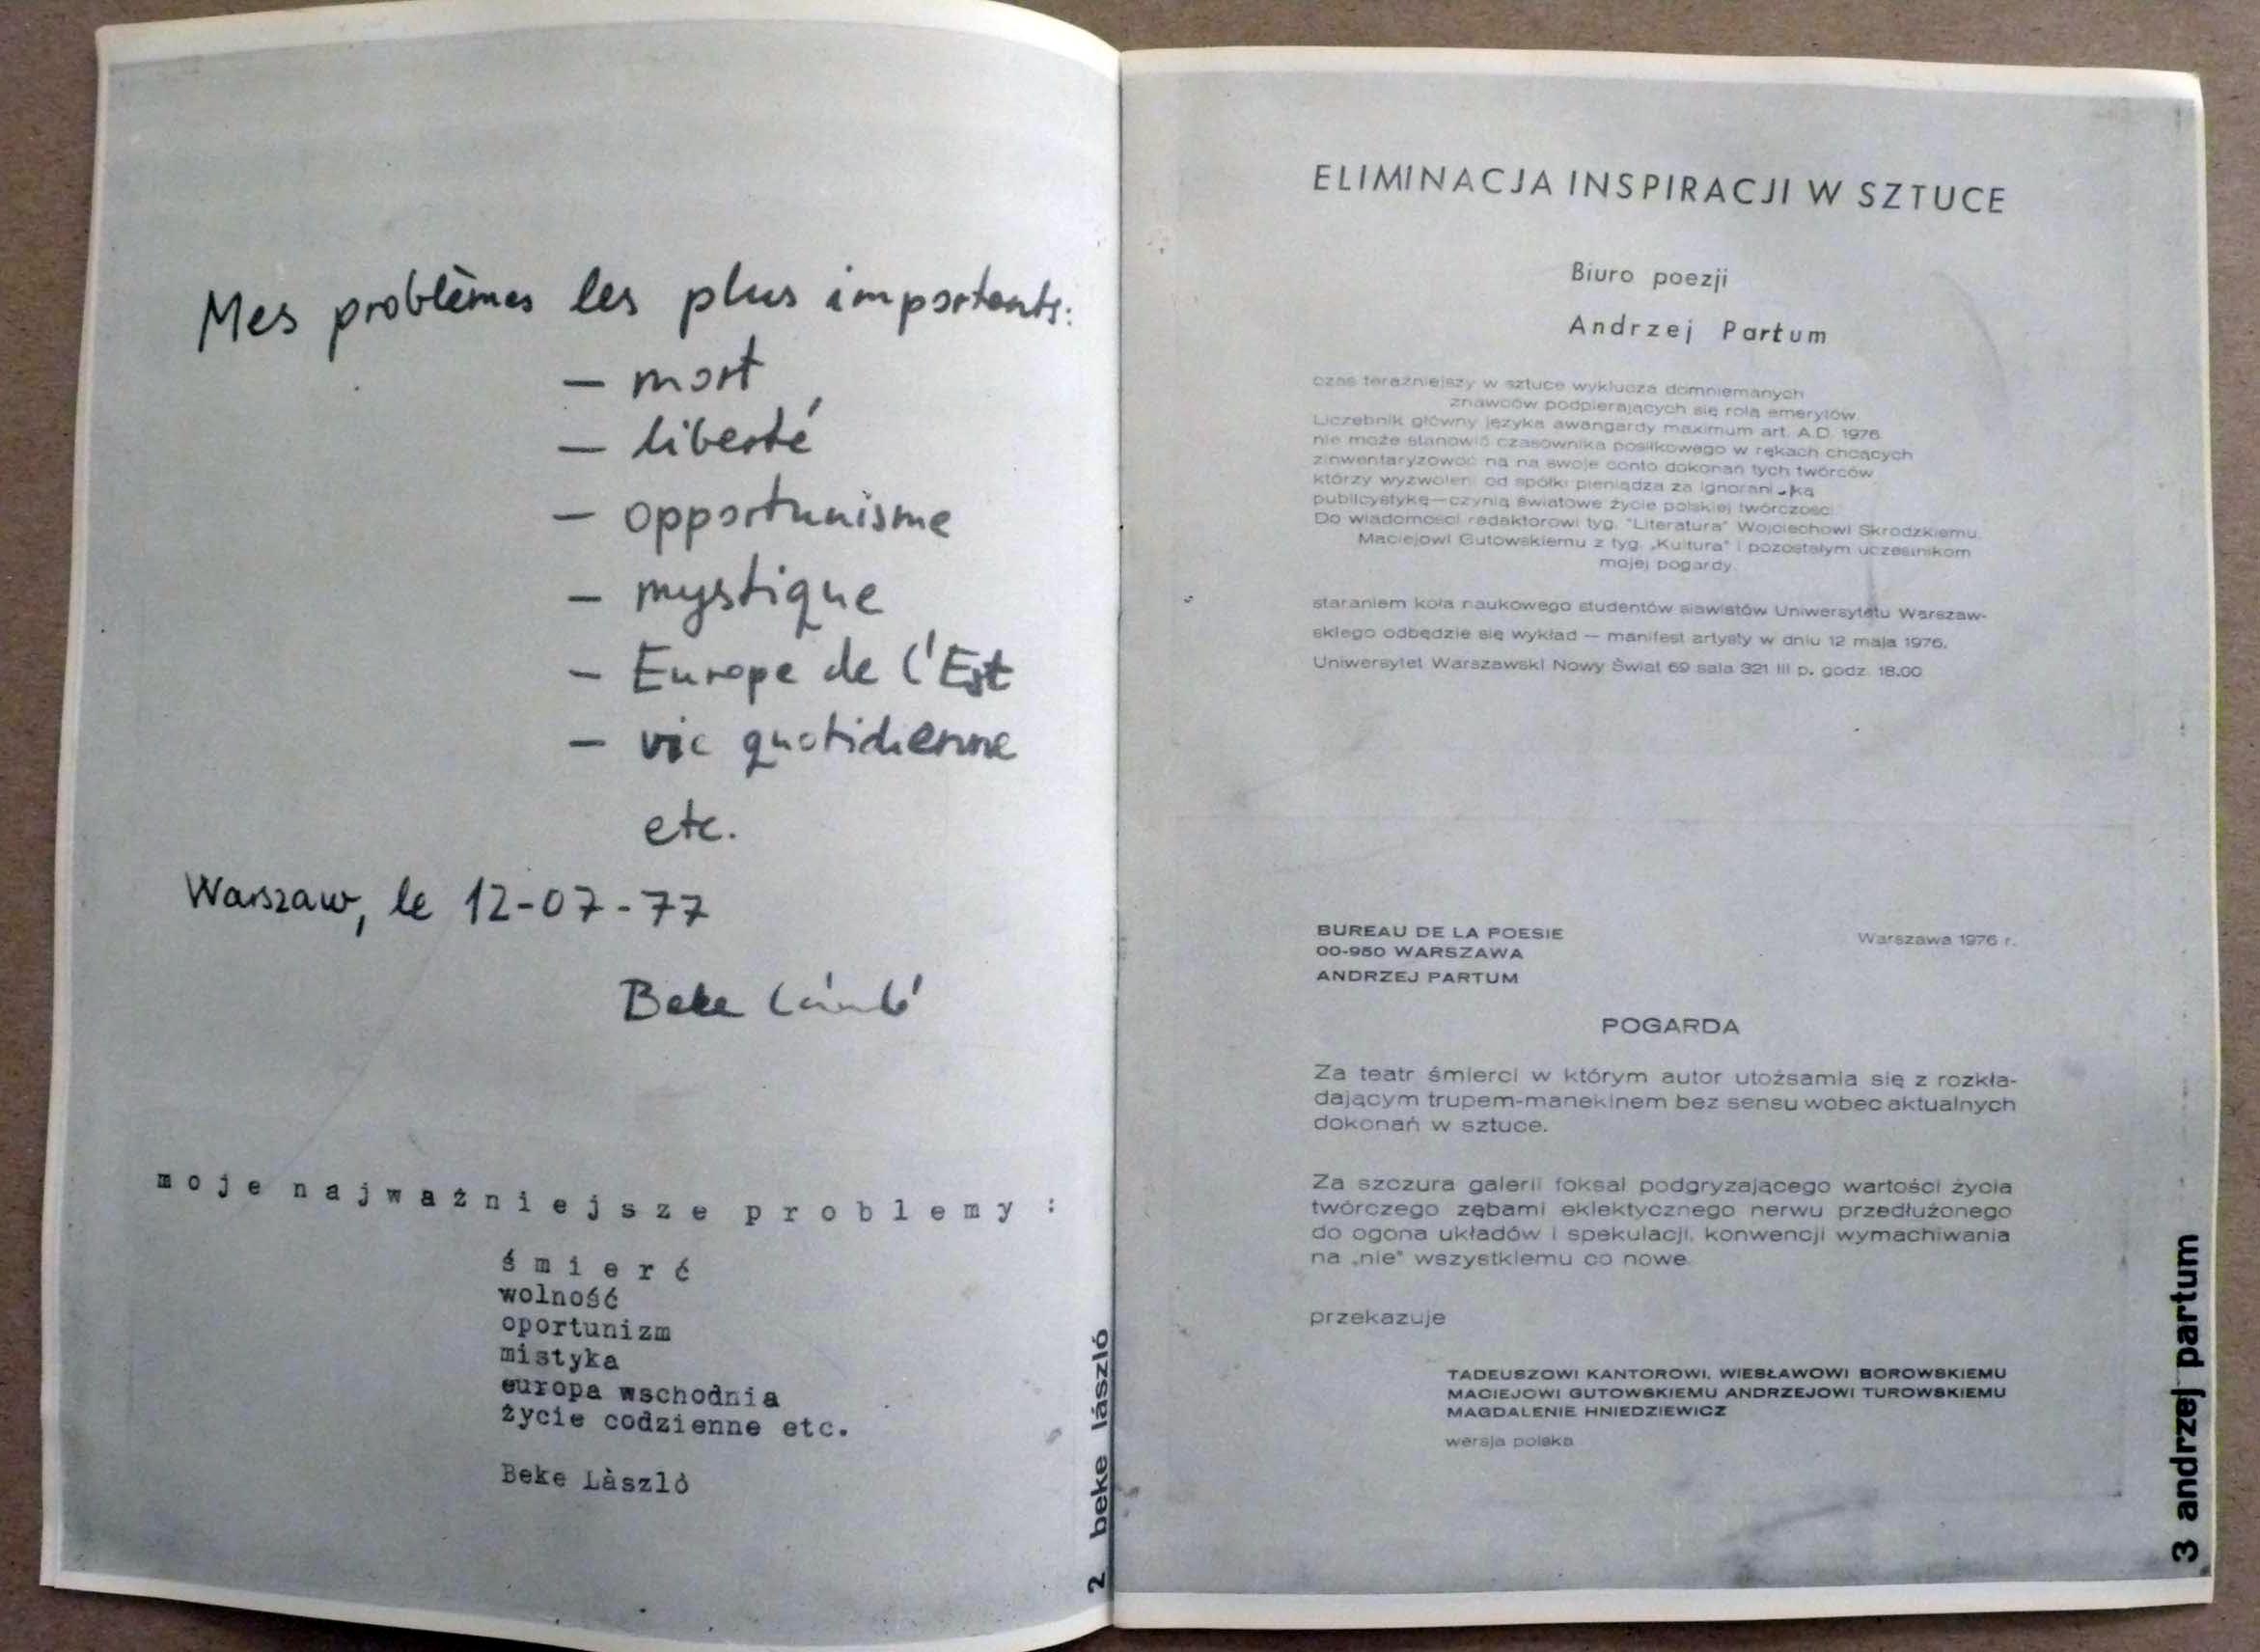 Mes problèmes les plus importants:
— mort
— liberté
— opportunisme
— mystique
— Europe de l'Est
— vie quotidienne
etc.
Warszaw, le 12-07-77
Beke László
moje najważniejsze problemy :
śmierć
wolność
oportunizm
mistyka
europa wschodnia
życie codzienne etc.
Beke Làszlò
2 beke lászló
ELIMINACJA INSPIRACJI W SZTUCE
Biuro poezji
Andrzej Partum
czas teraźniejszy w sztuce wyklucza domniemanych
znawców podpierających się rolą emerytów.
Liczebnik główny języka awangardy maximum art. A.D. 1976
nie może stanowić czasownika posiłkowego w rękach chcących
zinwentaryzować na na swoje conto dokonań tych twórców
którzy wyzwoleni od spółki pieniądza za
publicystykę—czynią światowe życie polskiej twórczości
Do wiadomości redaktorowi tyg. "Literatura" Wojciechowi Skrodzkiemu
Maciejowi Gutowskiemu z tyg. „Kultura" i pozostałym uczestnikom
mojej pogardy.
staraniem koła naukowego studentów slawistów Uniwersytetu Warszaw-
skiego odbędzie się wykład — manifest artysty w dniu 12 maja 1976.
Uniwersytet Warszawski Nowy Świat 69 sala 321 III p. godz. 18.00
BUREAU DE LA POESIE
00-950 WARSZAWA
ANDRZEJ PARTUM
Warszawa 1976 r.
POGARDA
Za teatr śmierci w którym autor utożsamia się z rozkła-
dającym trupem-manekinem bez sensu wobec aktualnych
dokonań w sztuce.
Za szczura galerii foksal podgryzającego wartości życia
twórczego zębami eklektycznego nerwu przedłużonego
do ogona układów i spekulacji, konwencji wymachiwania
na „nie" wszystkiemu co nowe
przekazuje
TADEUSZOWI KANTOROWI, WIESŁAWOWI BOROWSKIEMU
MACIEJOWI GUTOWSKIEMU ANDRZEJOWI TUROWSKIEMU
MAGDALENIE HNIEDZIEWICZ
wersja polska
3 andrzej partum